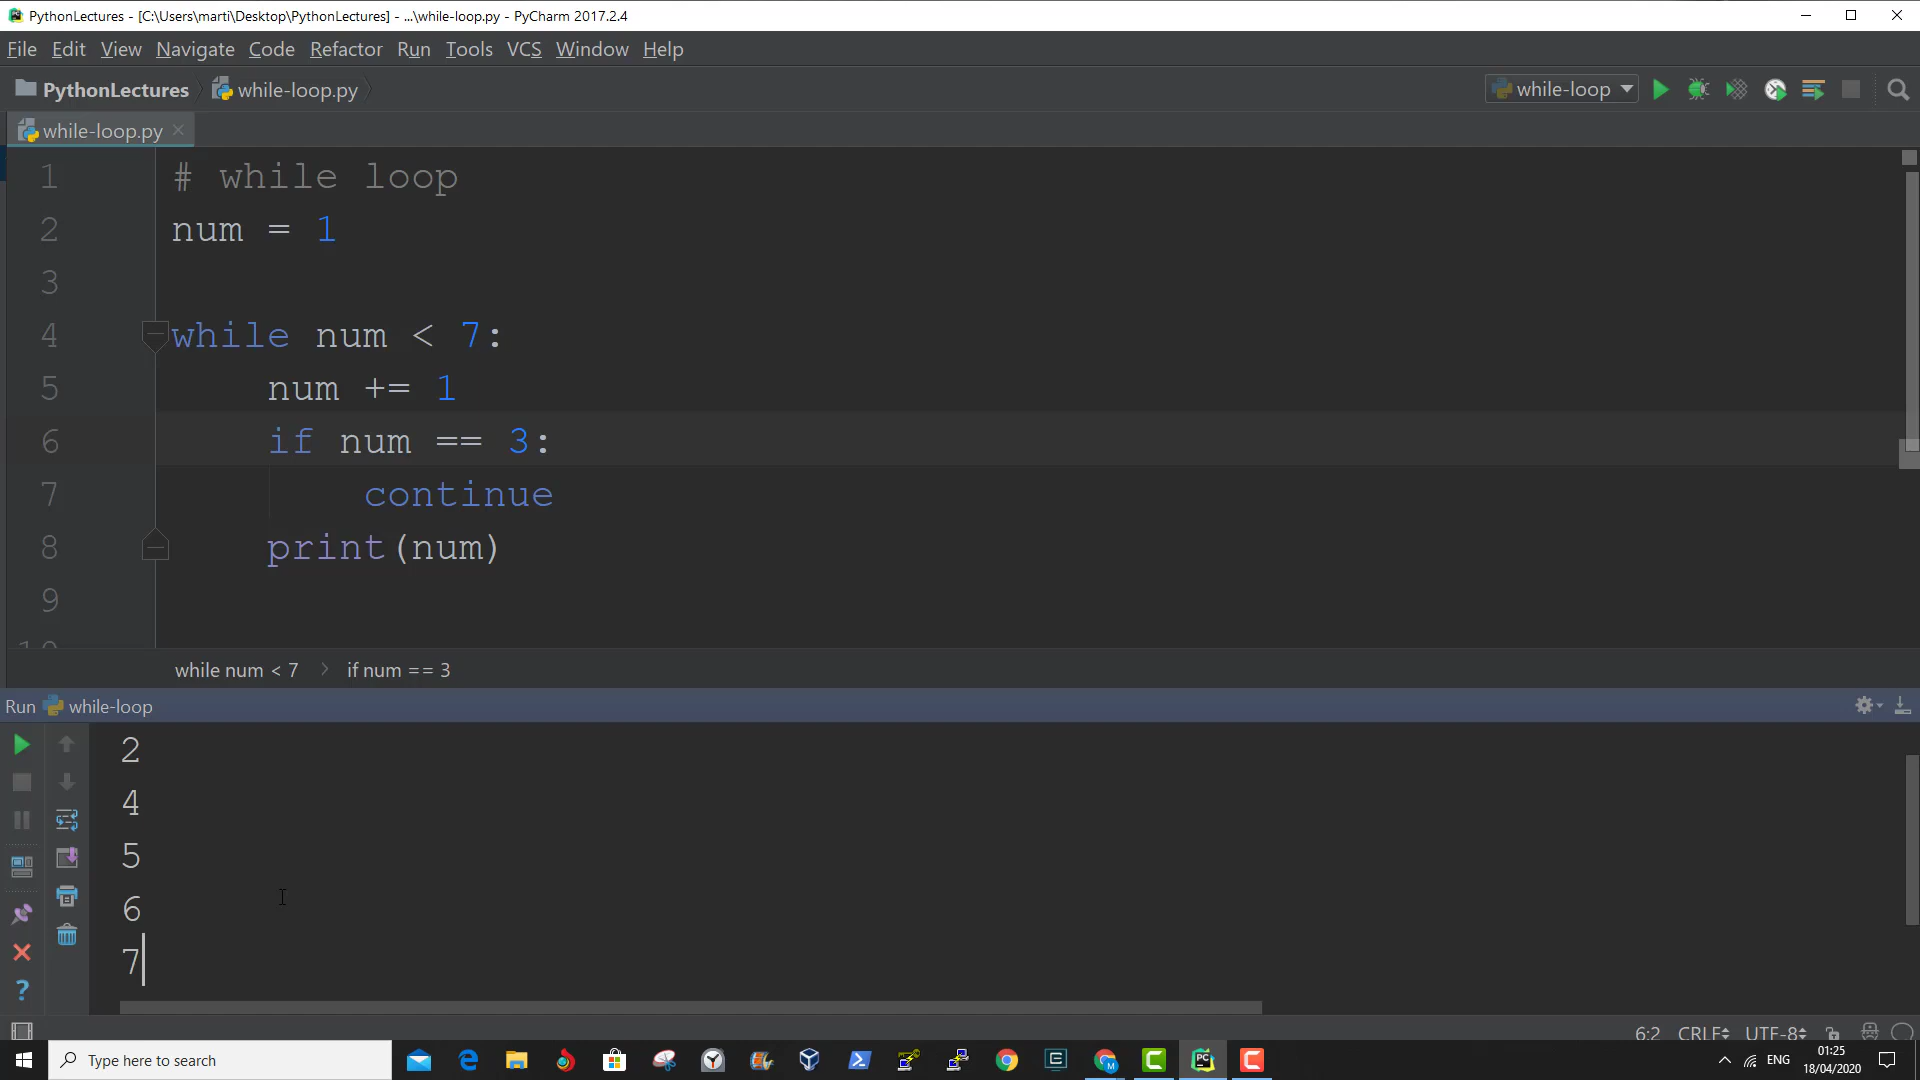 PythonLectures - [C:\Users\marti\Desktop\PythonLectures] - ...\while-loop.py - PyCharm 2017.2.4
File Edit View Navigate Code Refactor Run Tools VCS Window Help
PythonLectures while-loop.py while-loop
while-loop.py
1 # while loop
2 num = 1
3
4 while num < 7:
5 num += 1
6 if num == 3:
7 continue
8 print(num)
9
10
while num < 7 if num == 3
Run while-loop
2
4
5
6
7
6:2 CRLF UTF-8
Type here to search
ENG
01:25
18/04/2020